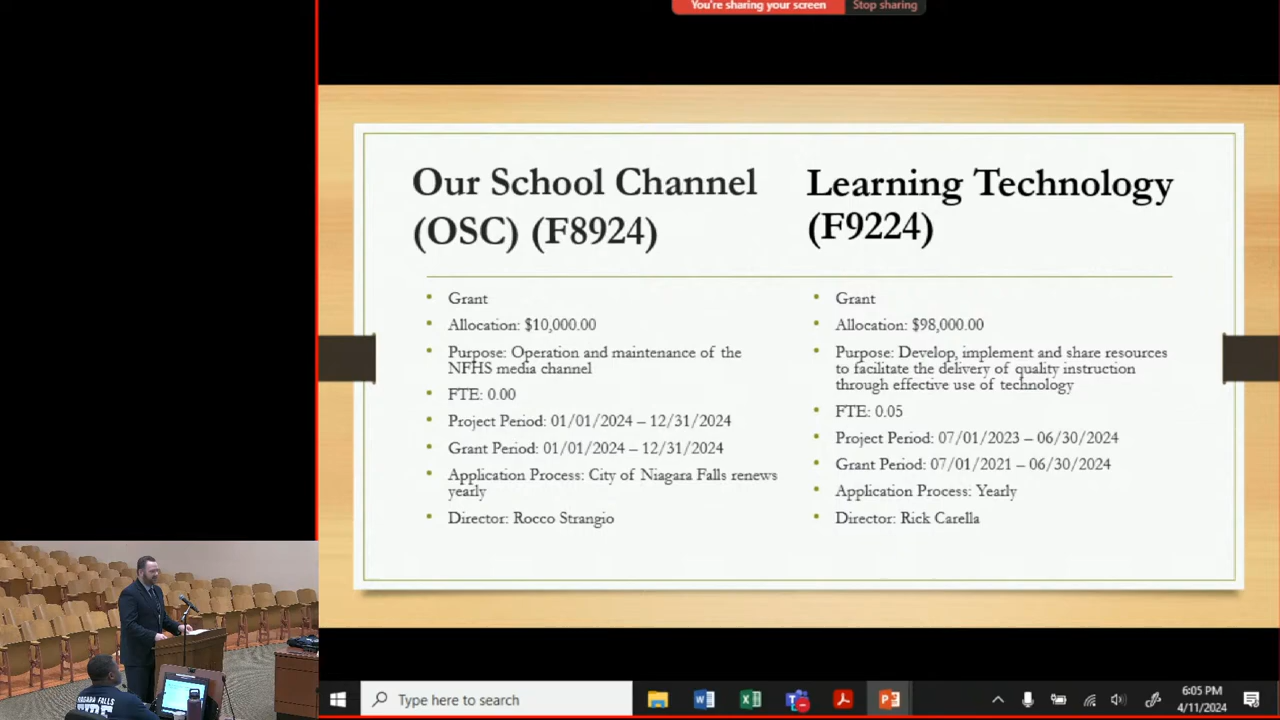 You're sharing your screen
Stop sharing
Our School Channel
(OSC) (F8924)
• Grant
• Allocation: $10,000.00
• Purpose: Operation and maintenance of the
NFHS media channel
• FTE: 0.00
• Project Period: 01/01/2024 – 12/31/2024
• Grant Period: 01/01/2024 – 12/31/2024
• Application Process: City of Niagara Falls renews
yearly
• Director: Rocco Strangio
Learning Technology
(F9224)
• Grant
• Allocation: $98,000.00
• Purpose: Develop, implement and share resources
to facilitate the delivery of quality instruction
through effective use of technology
• FTE: 0.05
• Project Period: 07/01/2023 – 06/30/2024
• Grant Period: 07/01/2021 – 06/30/2024
• Application Process: Yearly
• Director: Rick Carella
NIAGARA FALLS
FIRE
Type here to search
6:05 PM
4/11/2024